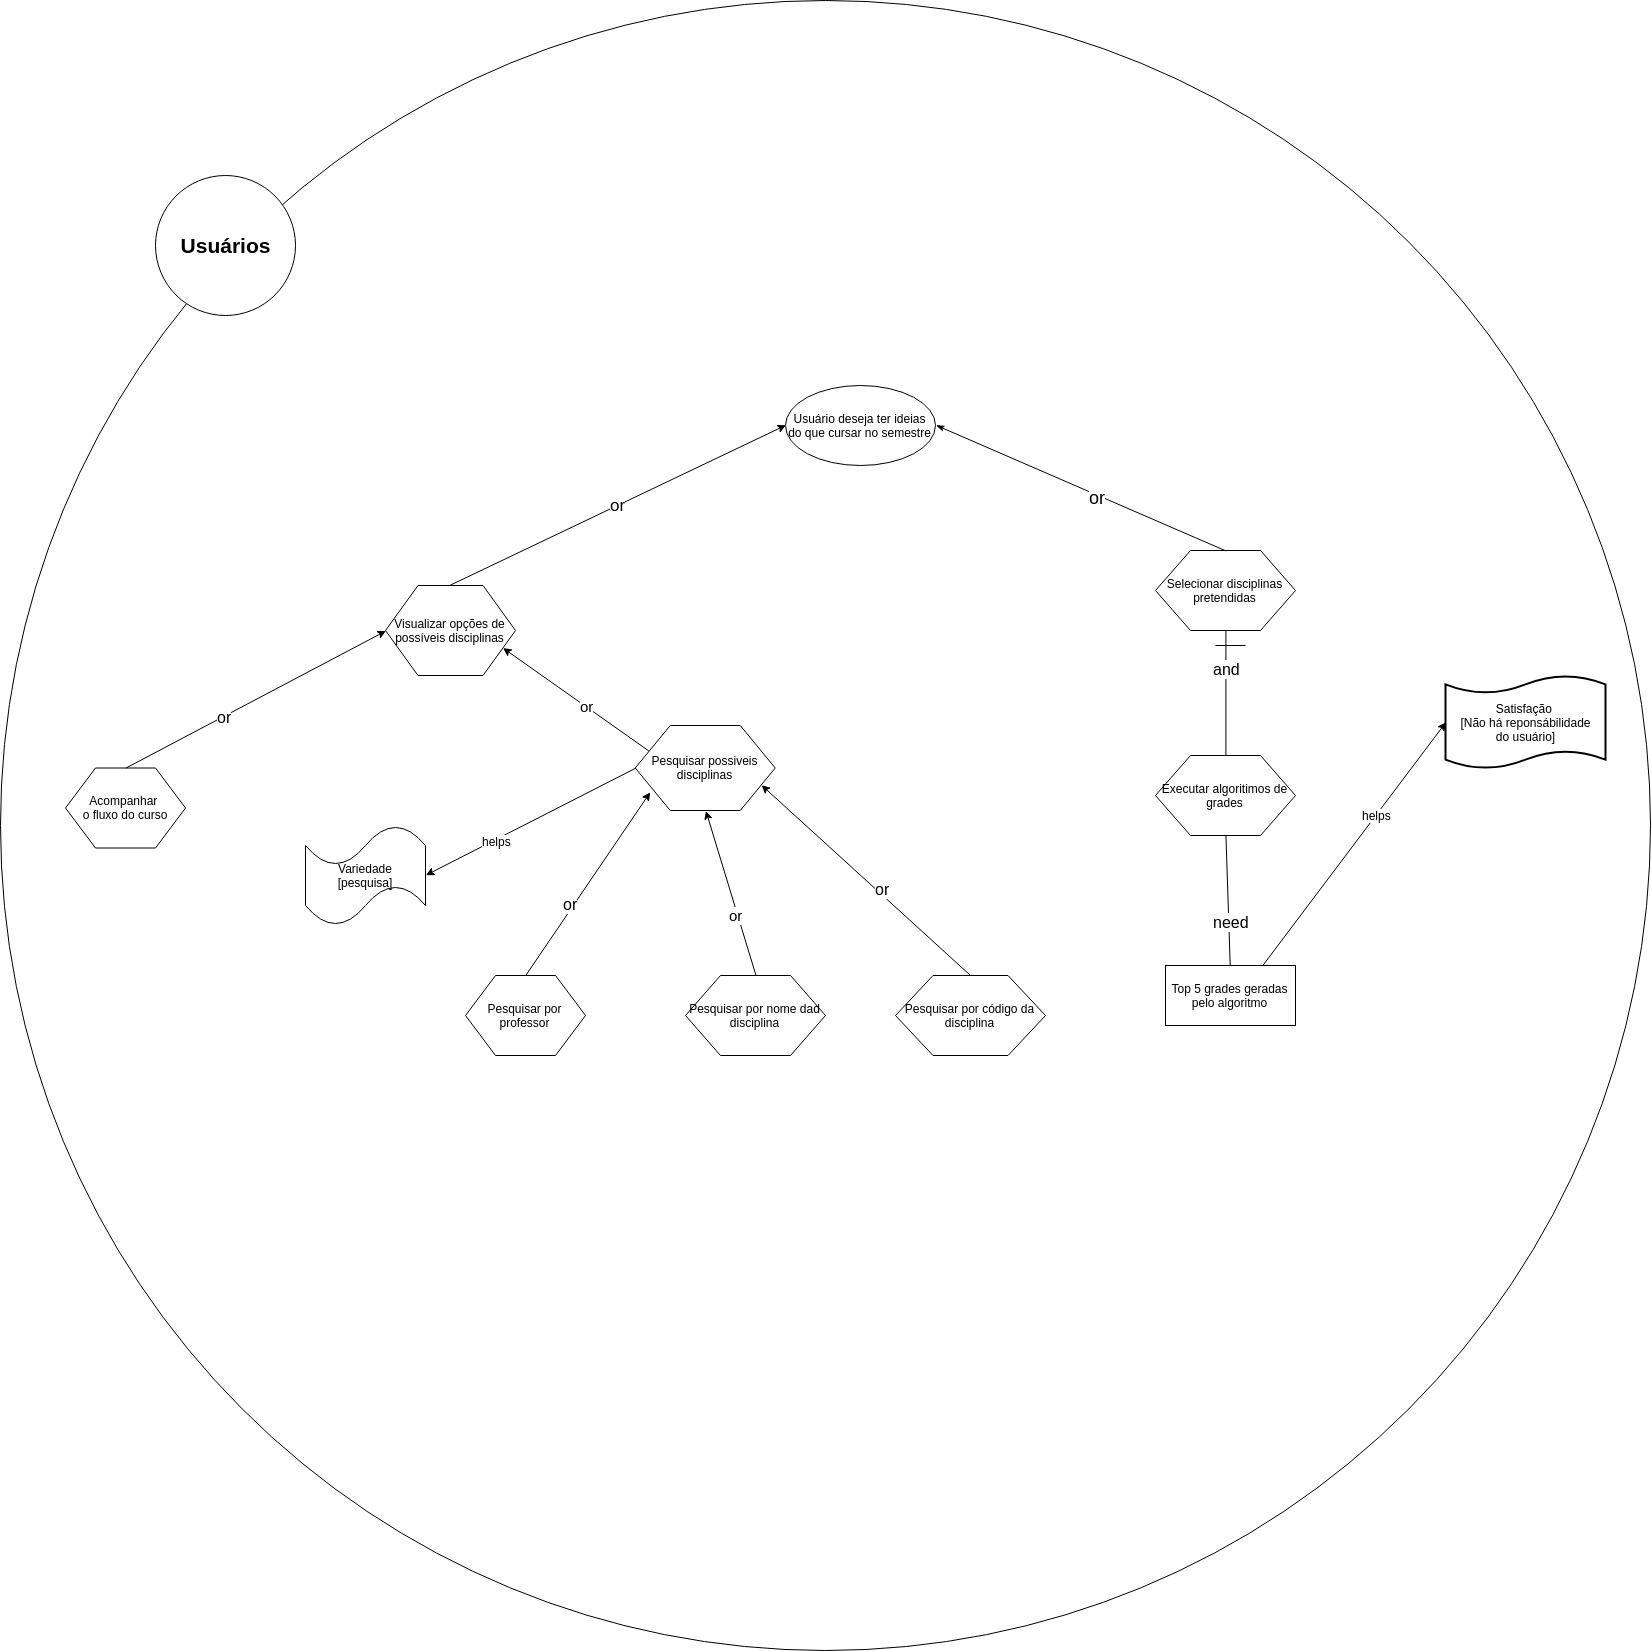 Usuários
Usuário deseja ter ideias
do que cursar no semestre
or
or
Selecionar disciplinas
pretendidas
Visualizar opções de
possíveis disciplinas
and
or
or
Satisfação
[Não há reponsábilidade
do usuário]
Pesquisar possiveis
disciplinas
Executar algoritimos de
grades
Acompanhar
o fluxo do curso
helps
helps
Variedade
[pesquisa]
or
or
or
need
Top 5 grades geradas
pelo algoritmo
Pesquisar por
professor
Pesquisar por nome dad
disciplina
Pesquisar por código da
disciplina